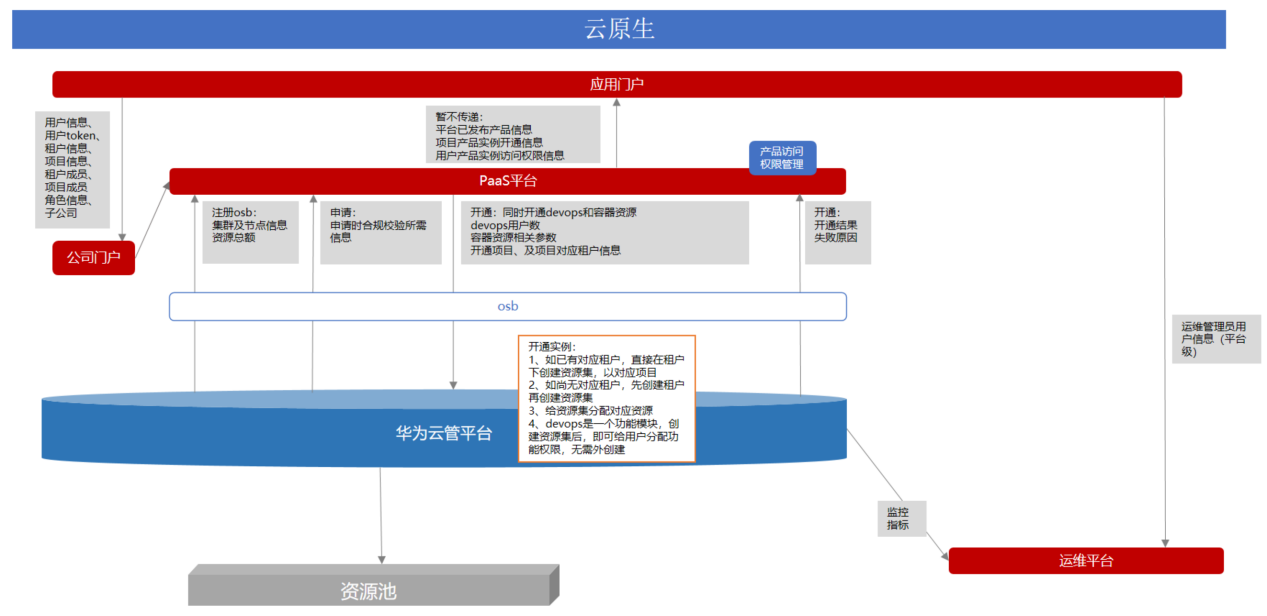 云原生
应用门户
用户信息、
用户token、
租户信息、
项目信息、
租户成员、
项目成员
角色信息、
子公司
暂不传递：
平台已发布产品信息
项目产品实例开通信息
用户产品实例访问权限信息
产品访问
权限管理
PaaS平台
公司门户
注册osb：
集群及节点信息
资源总额
申请：
申请时合规校验所需
信息
开通：同时开通devops和容器资源
devops用户数
容器资源相关参数
开通项目、及项目对应租户信息
开通：
开通结果
失败原因
osb
运维管理员用
户信息（平台
级）
开通实例：
1、如已有对应租户，直接在租户
下创建资源集，以对应项目
2、如尚无对应租户，先创建租户
再创建资源集
3、给资源集分配对应资源
4、devops是一个功能模块，创
建资源集后，即可给用户分配功
能权限，无需外创建
华为云管平台
监控
指标
运维平台
资源池